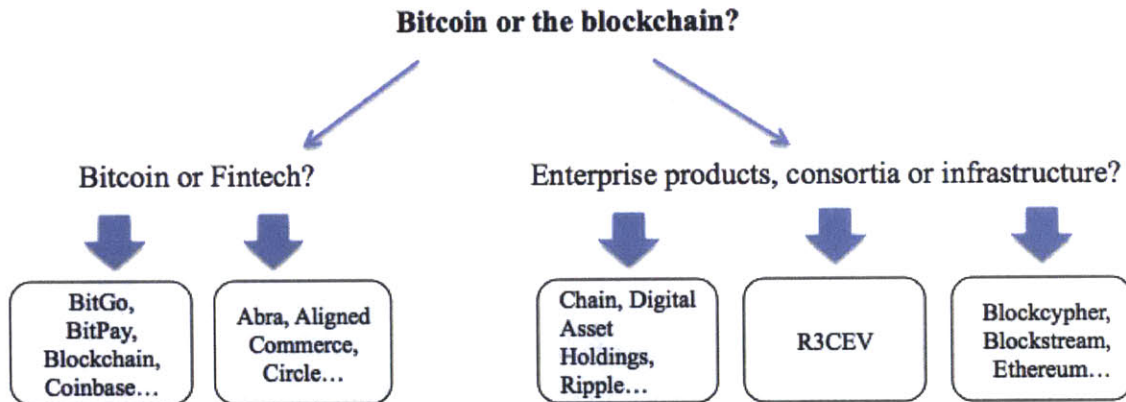 Bitcoin or the blockchain?
Bitcoin or Fintech?
Enterprise products, consortia or infrastructure?
BitGo,
BitPay,
Blockchain,
Coinbase...
Abra, Aligned
Commerce,
Circle...
Chain, Digital
Asset
Holdings,
Ripple...
R3CEV
Blockcypher,
Blockstream,
Ethereum...